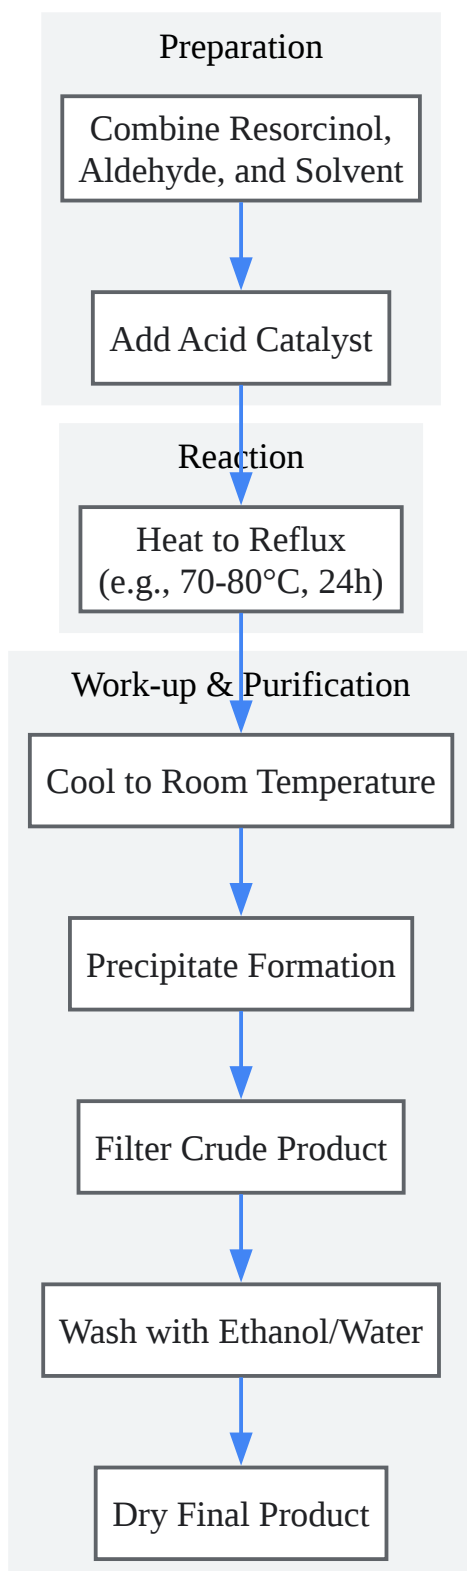 Preparation
Combine Resorcinol,
Aldehyde, and Solvent
Add Acid Catalyst
Reaction
Heat to Reflux
(e.g., 70-80°C, 24h)
Work-up & Purification
Cool to Room Temperature
Precipitate Formation
Filter Crude Product
Wash with Ethanol/Water
Dry Final Product